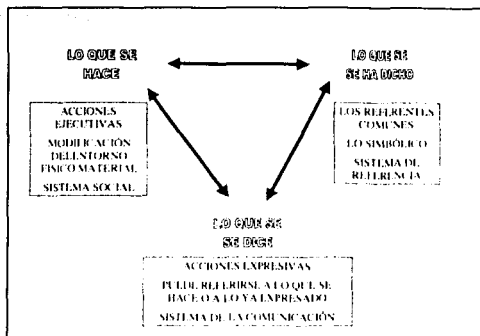 LO QUE SE
HACE
LO QUE SE
SE HA DICHO
ACCIONES
EJECUTIVAS
MODIFICACIÓN
DEL ENTORNO
FISICO MATERIAL
SISTEMA SOCIAL
LOS REFERENTES
COMUNES
LO SIMBÓLICO
SISTEMA DE
REFERENCIA
LO QUE SE
SE DICE
ACCIONES EXPRESIVAS
PUEDE REFERIRSE A LO QUE SE
HACE O A LO YA EXPRESADO
SISTEMA DE LA COMUNICACIÓN